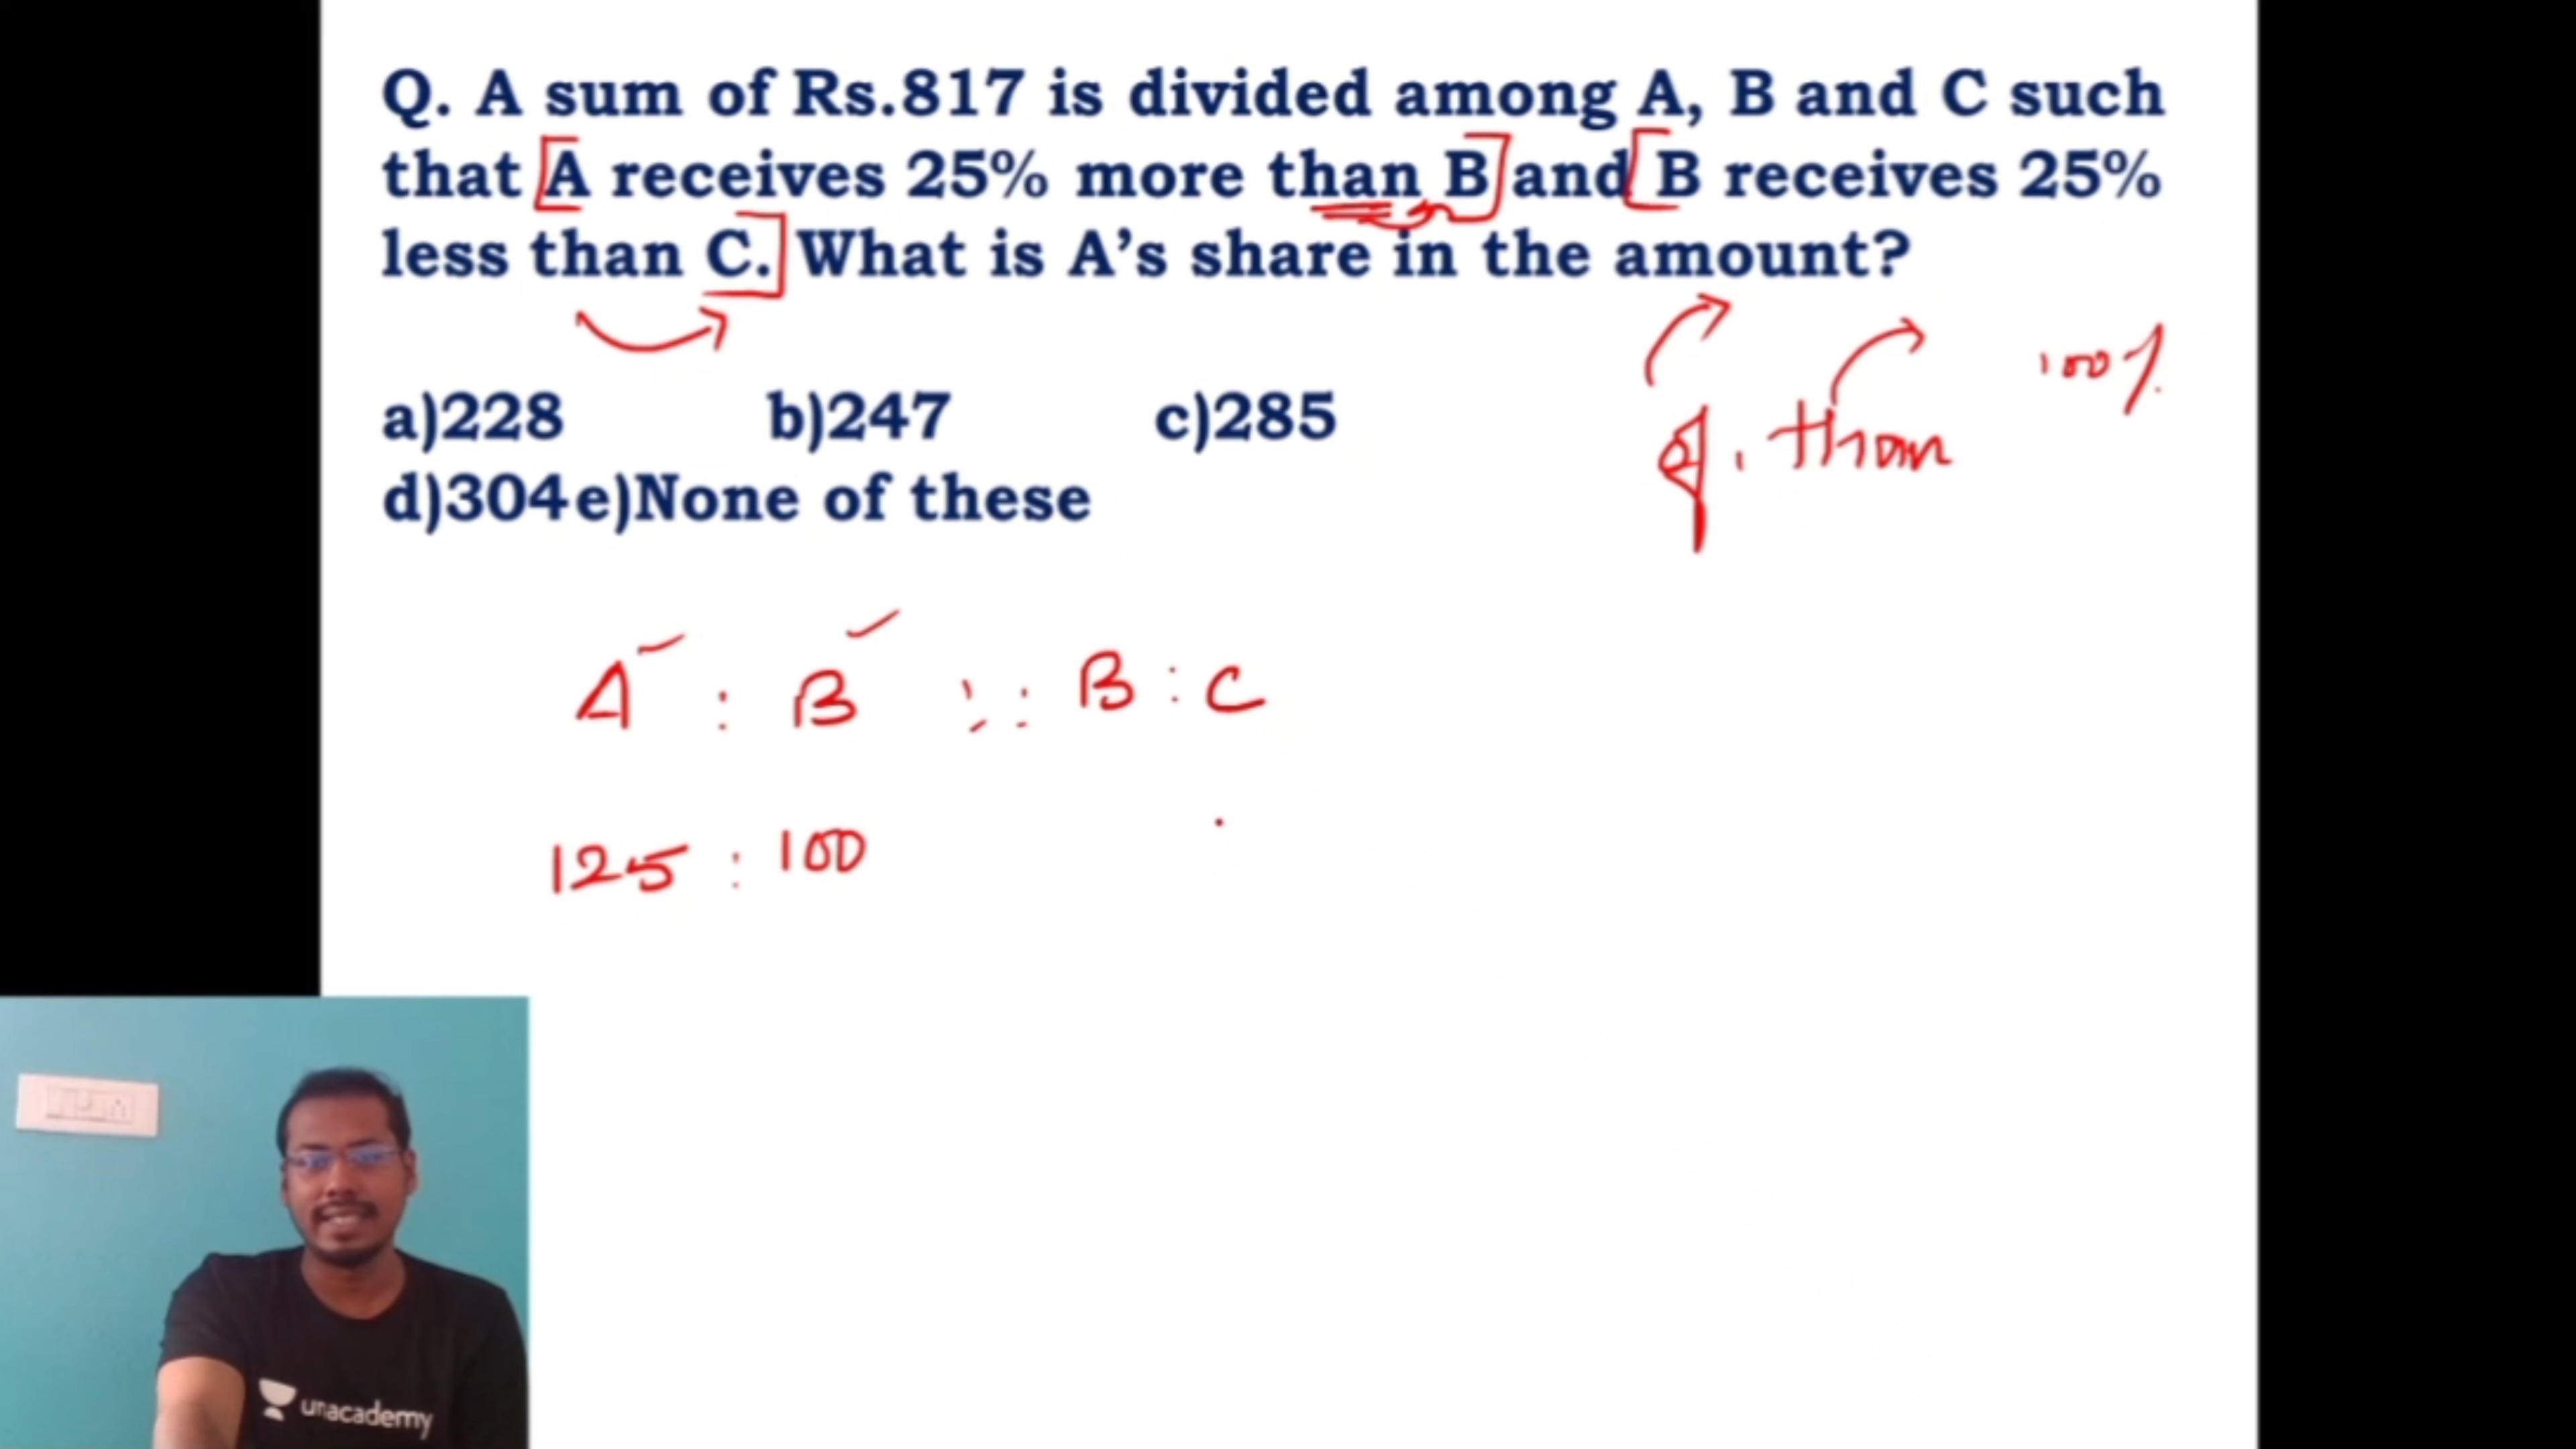 Q. A sum of Rs.817 is divided among A, B and C such
that A receives 25% more than B and B receives 25%
less than C. What is A’s share in the amount?
100%
than
a)228 b)247 c)285
d)304e)None of these
A : B :: B : C
125 : 100
unacademy